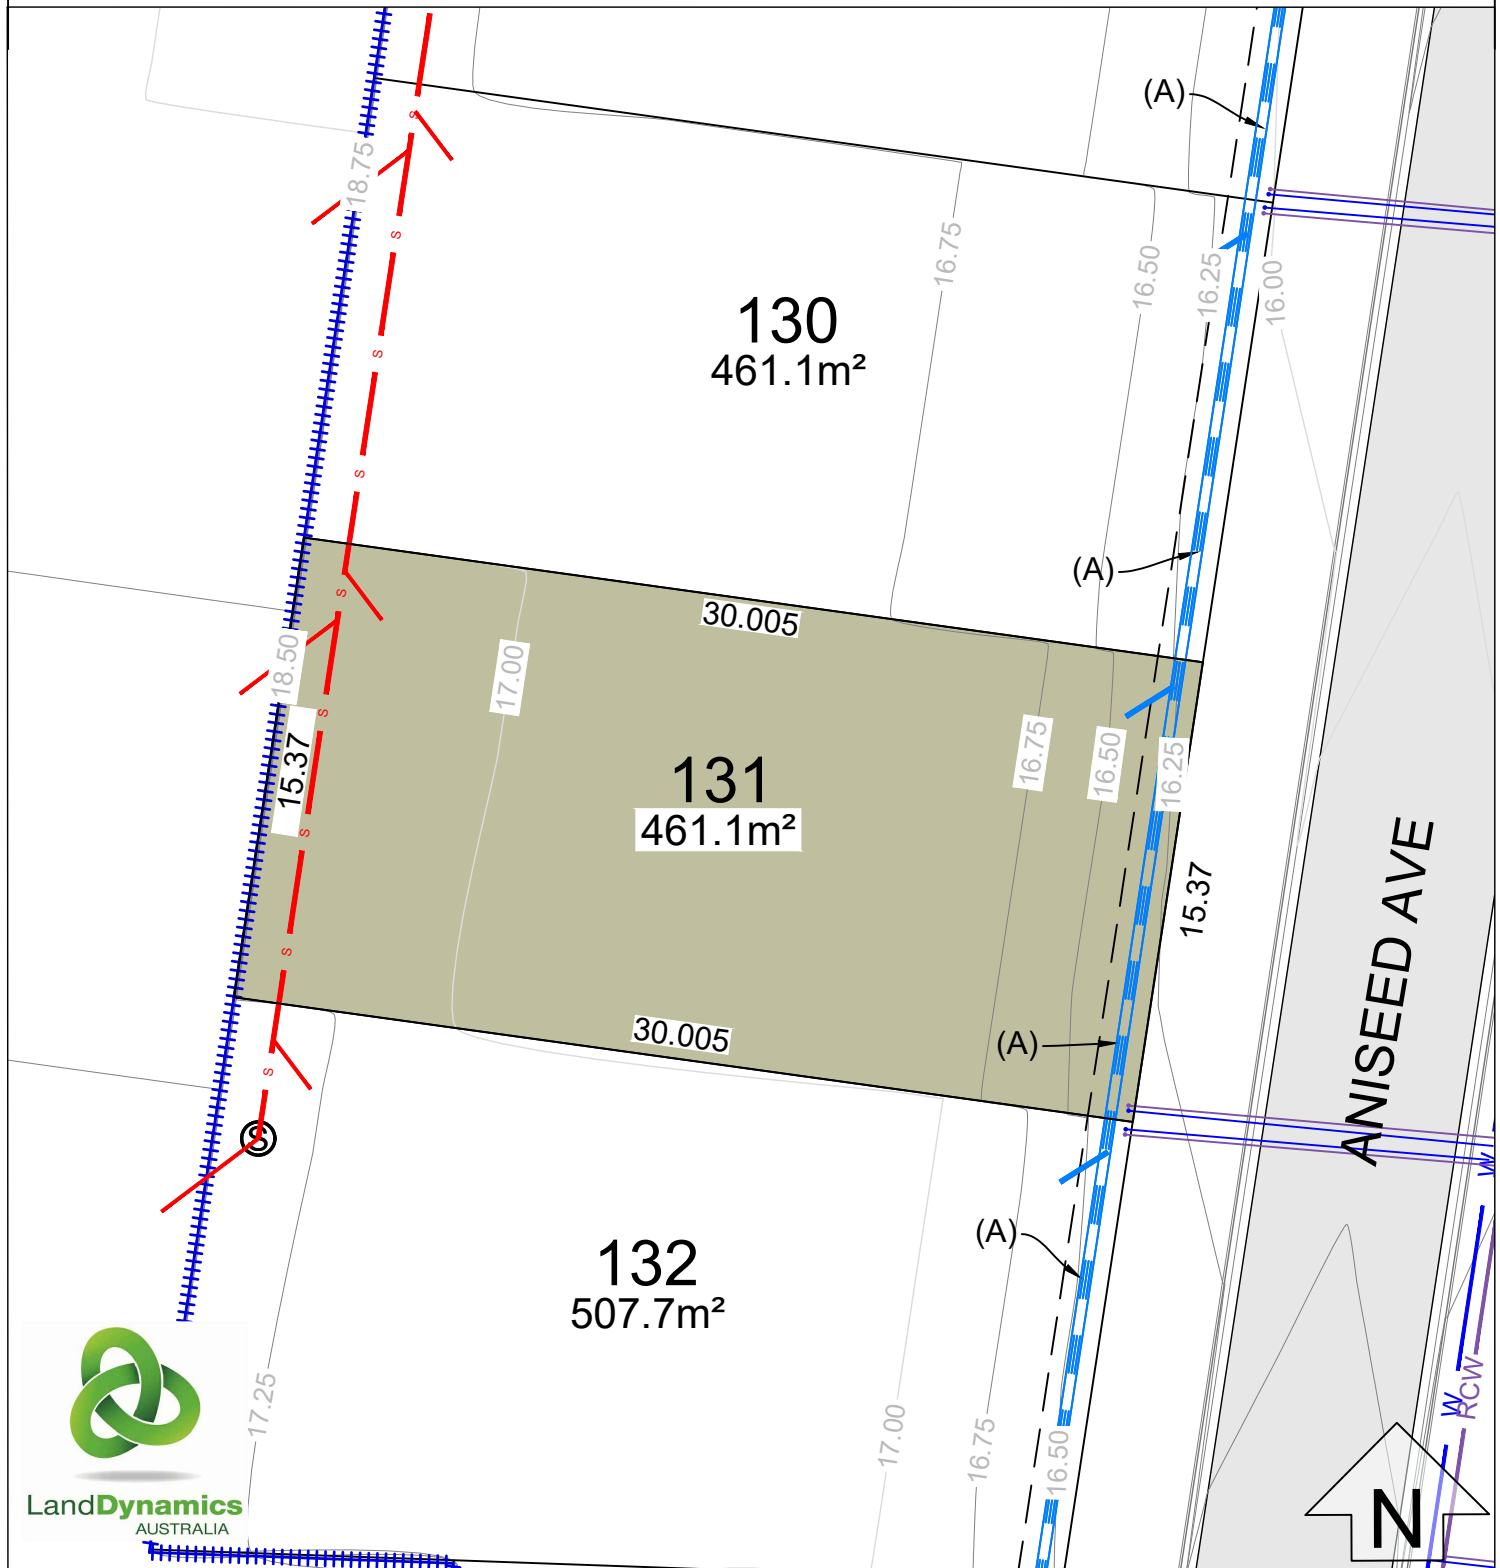 (A)
18.75
s
s
16.75
16.50
16.25
16.00
130
461.1m²
s
s
(A)
s
30.005
18.50
17.00
s
15.37
16.75
16.50
16.25
131
461.1m²
s
15.37
ANISEED AVE
s
30.005
(A)
s
S
W
(A)
132
507.7m²
17.25
17.00
16.75
16.50
W
RCW
LandDynamics
AUSTRALIA
N